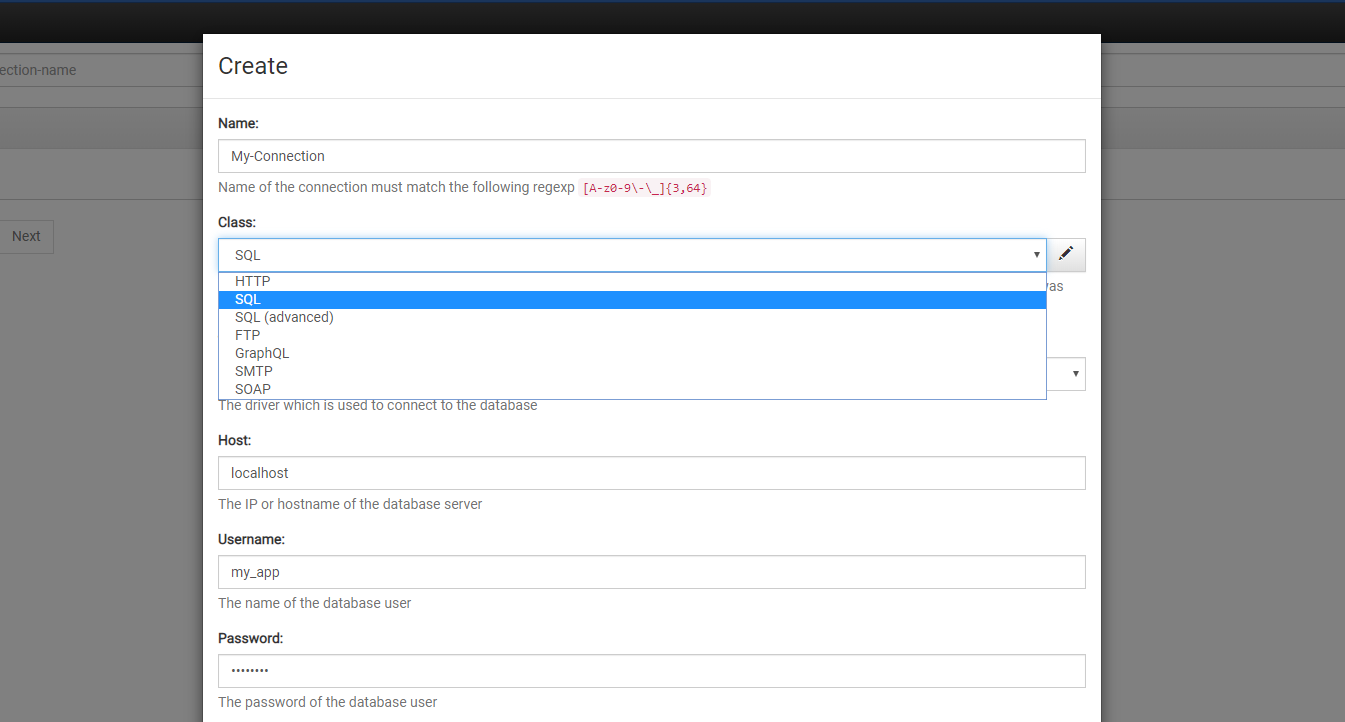 Create
ection-name
Name:
My-Connection
Name of the connection must match the following regexp [A-z0-9\-\_]{3,64}
Class:
Next
SQL
HTTP
SQL
SQL (advanced)
FTP
GraphQL
SMTP
SOAP
The driver which is used to connect to the database
Host:
localhost
The IP or hostname of the database server
Username:
my_app
The name of the database user
Password:
••••••••
The password of the database user